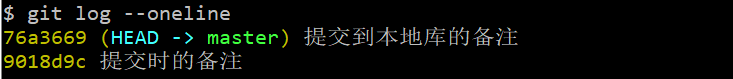 $ git log --oneline
76a3669 (HEAD -> master) 提交到本地库的备注
9018d9c 提交时的备注